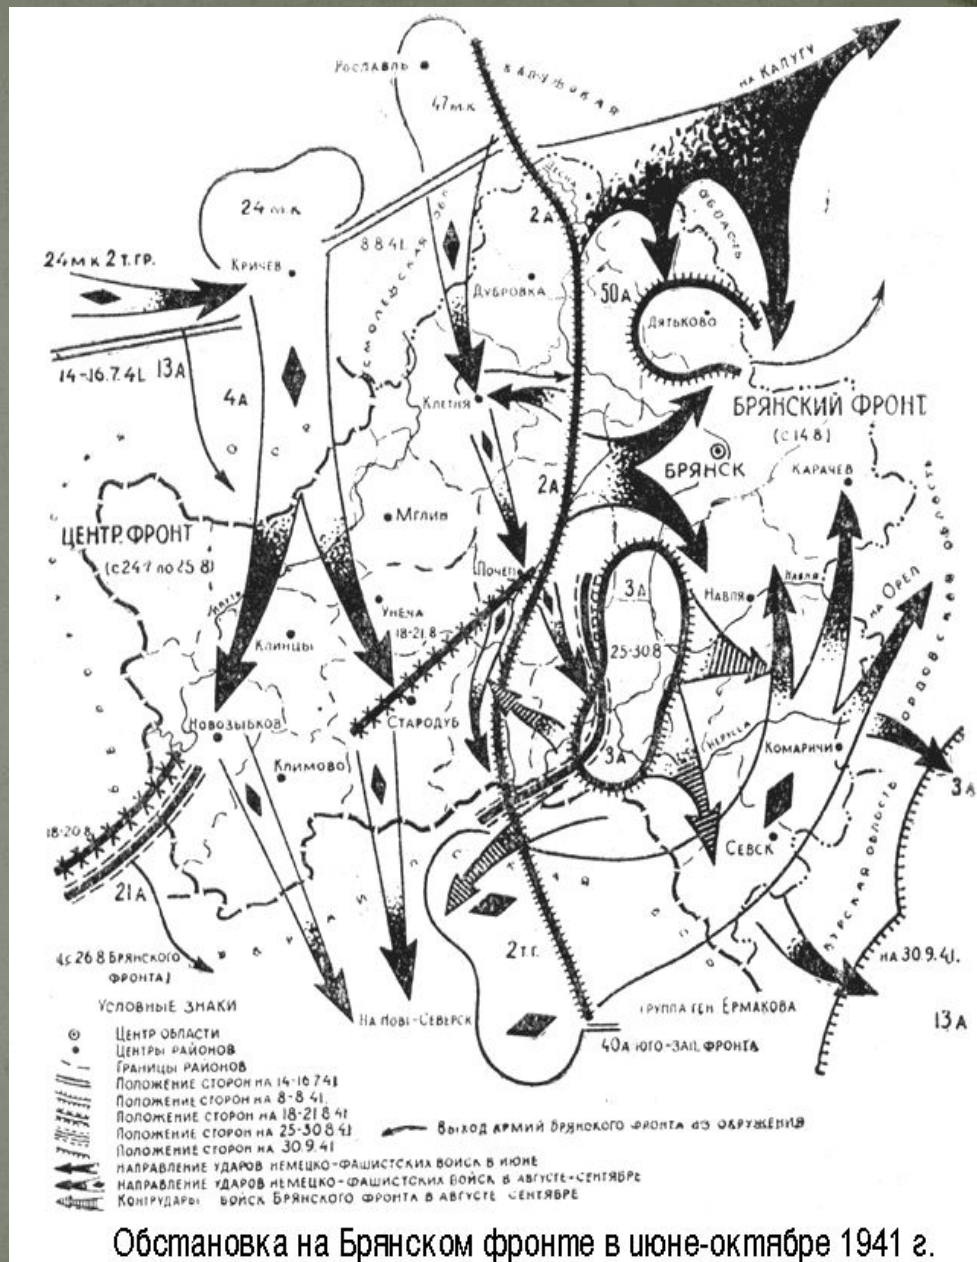 Рославль
Калужская
на Калугу
47 м.к.
24 м.к.
2А
8.8.41.
область
24 м к 2 т. гр.
Кричев
Дубровка
50А
Дятьково
14-16.7.41 13А
4А
Клетня
БРЯНСКИЙ ФРОНТ
(с 14 8)
БРЯНСК
Карачев
2А
Мглин
ЦЕНТР. ФРОНТ
(с 24 7 по 25 8)
Почеп
3А
Навля
Навля
на Орел
Унеча
18-21.8
Клинцы
25-30.8
Новозыбков
Стародуб
Нерусса
Комаричи
Климово
3А
3А
18-20 8
Севск
21А
Курская область
2 т.г.
(с 26 8 Брянского фронта)
на 30.9.41.
Условные знаки
На Новг-Северск
группа ген Ермакова
13А
40А Юго-Зап. фронта
Центр области
Центры районов
Границы районов
Положение сторон на 14-16 7 41
Положение сторон на 8-8 41.
Положение сторон на 18-21 8 41
Положение сторон на 25-30 8 41
Положение сторон на 30.9.41
Выход армий Брянского фронта из окружения
направление ударов немецко-фашистских войск в июне
направление ударов немецко-фашистских войск в августе-сентябре
Контрудары войск Брянского фронта в августе сентябре
Обстановка на Брянском фронте в июне-октябре 1941 г.